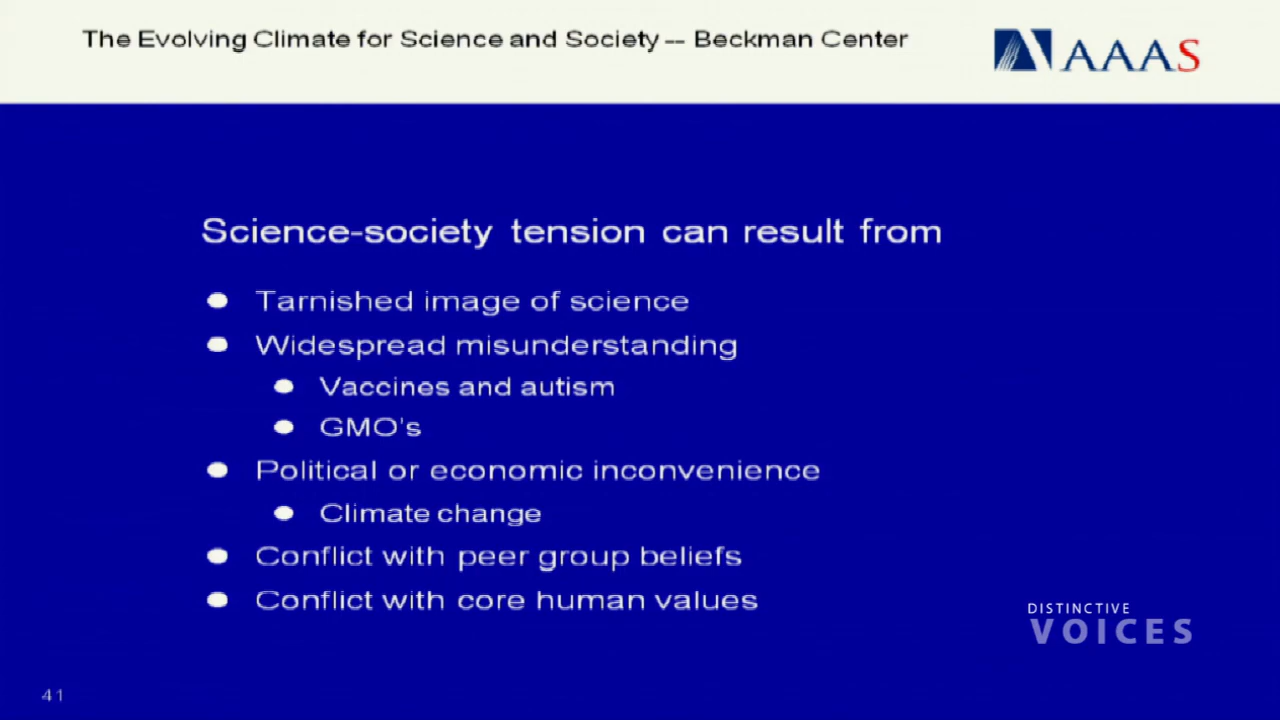 The Evolving Climate for Science and Society -- Beckman Center
AAAS
Science-society tension can result from
Tarnished image of science
Widespread misunderstanding
Vaccines and autism
GMO's
Political or economic inconvenience
Climate change
Conflict with peer group beliefs
Conflict with core human values
DISTINCTIVE
VOICES
41